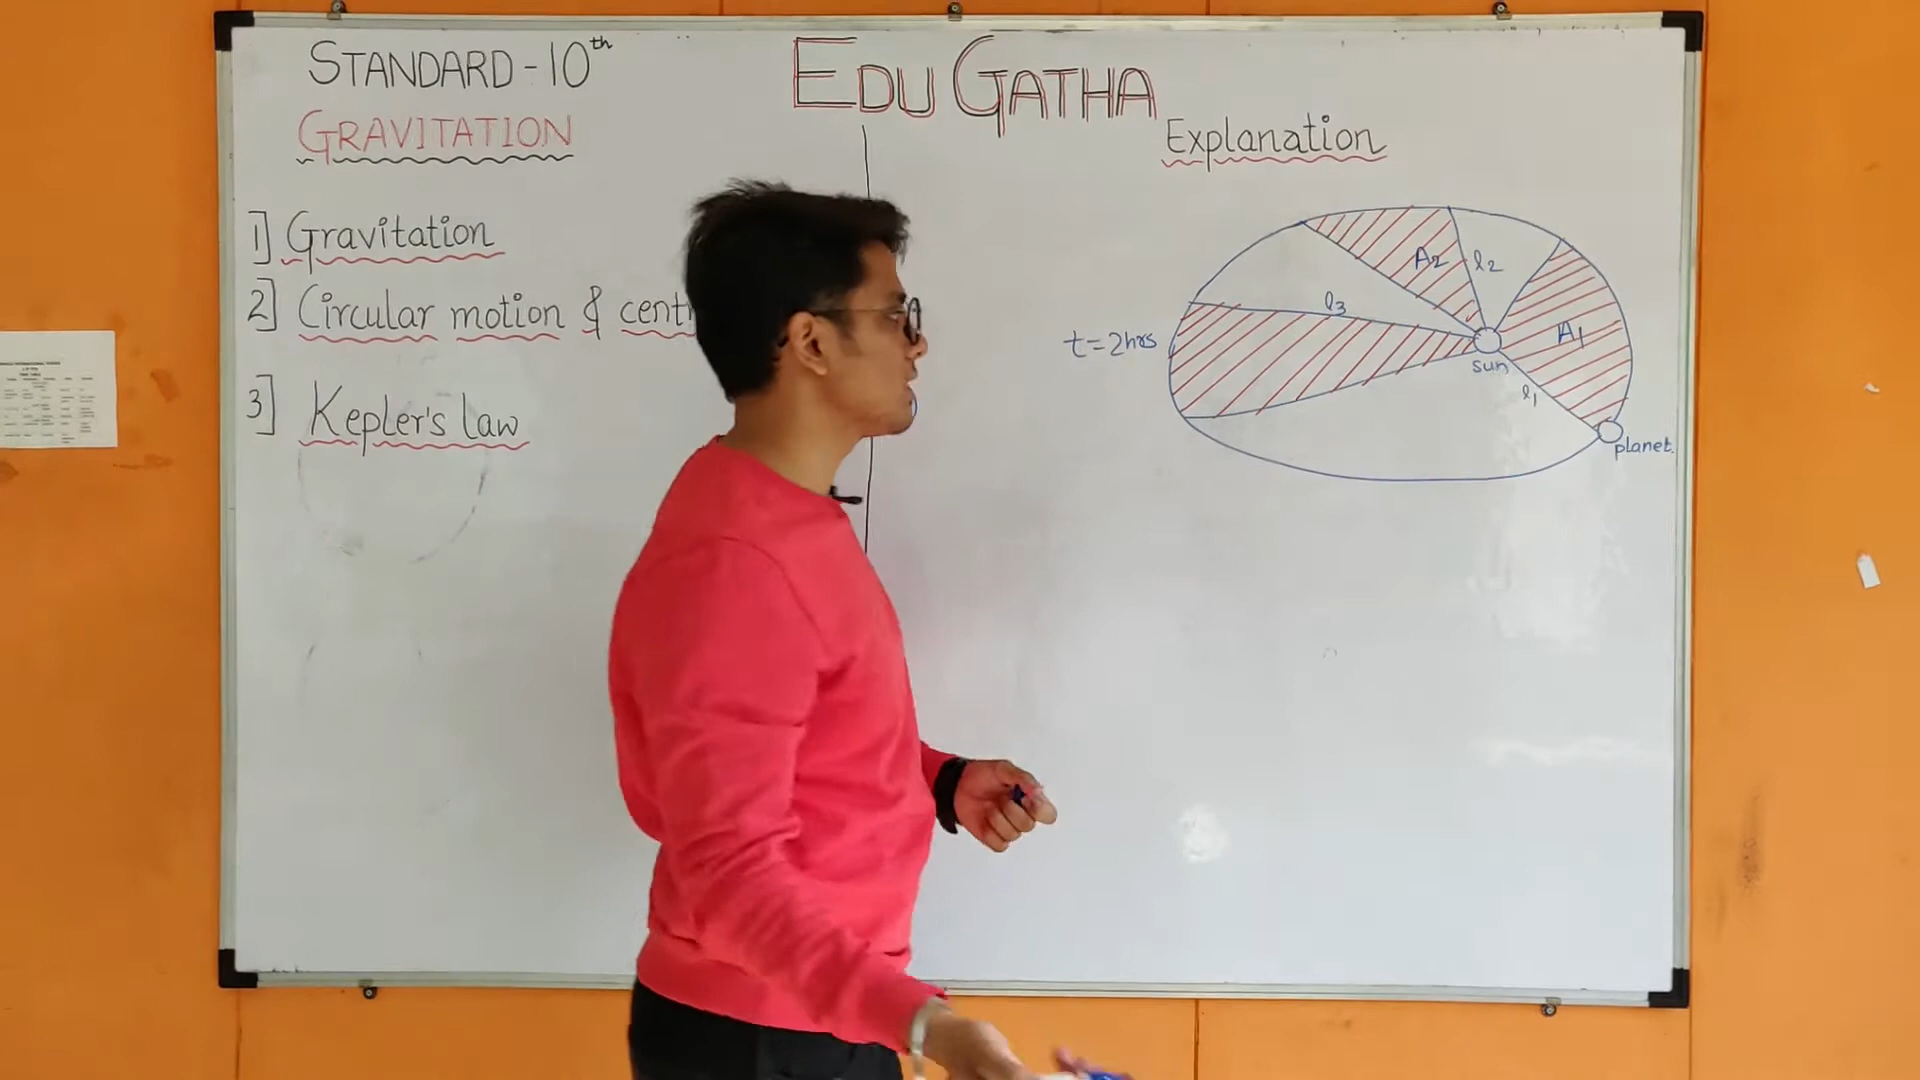 STANDARD - 10th
GRAVITATION
1] Gravitation
2] Circular motion &
3] Kepler's law
EDU GATHA
Explanation
A2
l2
l3
A1
t=2hrs
sun
l1
planet.